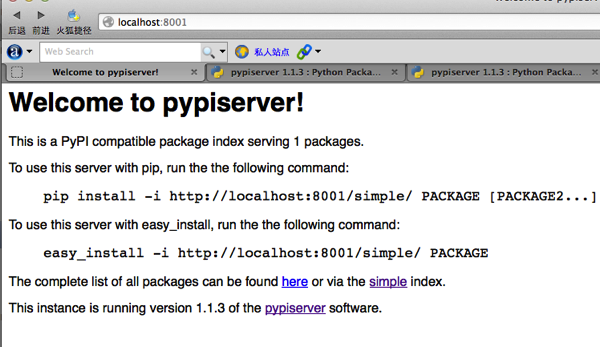 Welcome to pypiserver!
后退 前进 火狐捷径 localhost:8001
a Web Search 私人站点
Welcome to pypiserver! pypiserver 1.1.3 : Python Packa... pypiserver 1.1.3 : Python Packa...
Welcome to pypiserver!
This is a PyPI compatible package index serving 1 packages.
To use this server with pip, run the the following command:
pip install -i http://localhost:8001/simple/ PACKAGE [PACKAGE2...]
To use this server with easy_install, run the the following command:
easy_install -i http://localhost:8001/simple/ PACKAGE
The complete list of all packages can be found here or via the simple index.
This instance is running version 1.1.3 of the pypiserver software.